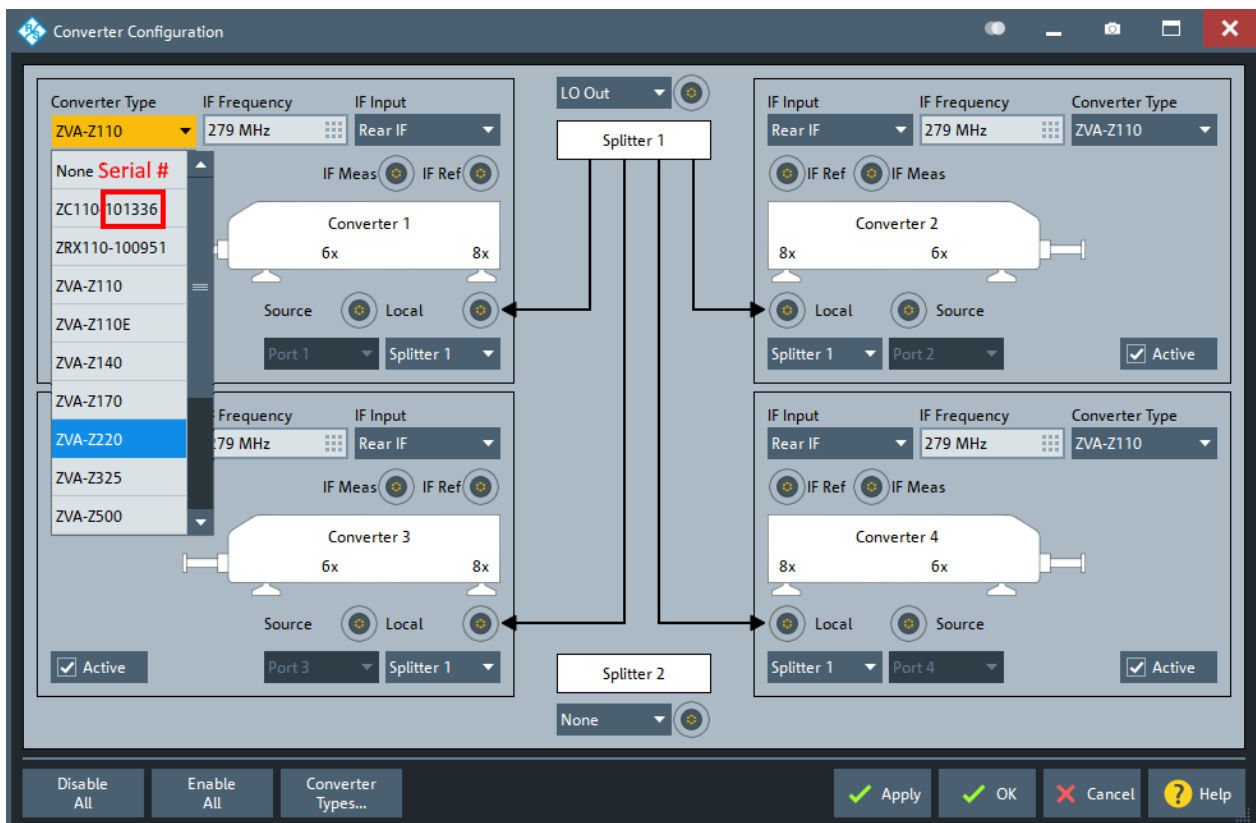 Converter Configuration
Converter Type
IF Frequency
IF Input
ZVA-Z110
279 MHz
Rear IF
None Serial #
ZC110-101336
ZRX110-100951
ZVA-Z110
ZVA-Z110E
ZVA-Z140
ZVA-Z170
ZVA-Z220
ZVA-Z325
ZVA-Z500
IF Meas
IF Ref
Converter 1
6x
8x
Source
Local
Port 1
Splitter 1
LO Out
Splitter 1
IF Input
IF Frequency
Converter Type
Rear IF
279 MHz
ZVA-Z110
IF Ref
IF Meas
Converter 2
8x
6x
Local
Source
Splitter 1
Port 2
Active
Frequency
IF Input
279 MHz
Rear IF
IF Meas
IF Ref
Converter 3
6x
8x
Source
Local
Active
Port 3
Splitter 1
Splitter 2
None
IF Input
IF Frequency
Converter Type
Rear IF
279 MHz
ZVA-Z110
IF Ref
IF Meas
Converter 4
8x
6x
Local
Source
Splitter 1
Port 4
Active
Disable
All
Enable
All
Converter
Types...
Apply
OK
Cancel
? Help